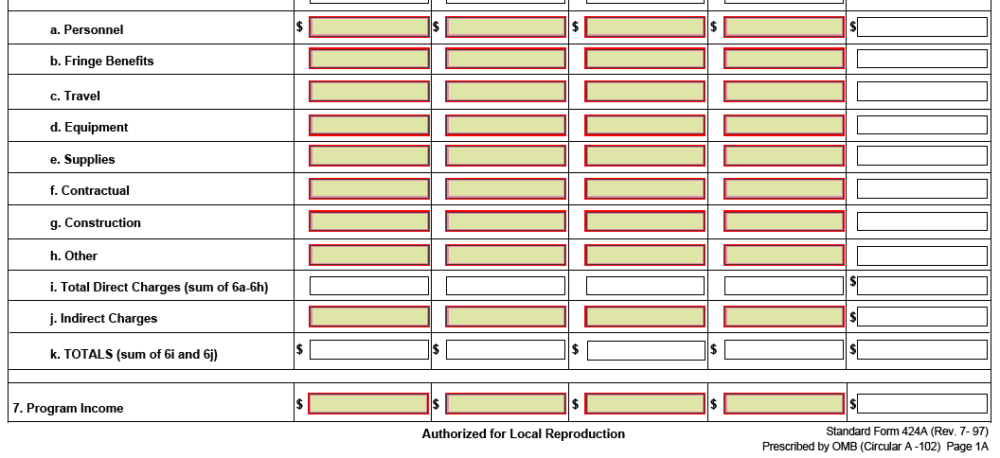 a. Personnel $ $ $ $ $
b. Fringe Benefits
c. Travel
d. Equipment
e. Supplies
f. Contractual
g. Construction
h. Other
i. Total Direct Charges (sum of 6a-6h) $
j. Indirect Charges $
k. TOTALS (sum of 6i and 6j) $ $ $ $ $
7. Program Income $ $ $ $ $
Authorized for Local Reproduction
Standard Form 424A (Rev. 7- 97)
Prescribed by OMB (Circular A -102) Page 1A